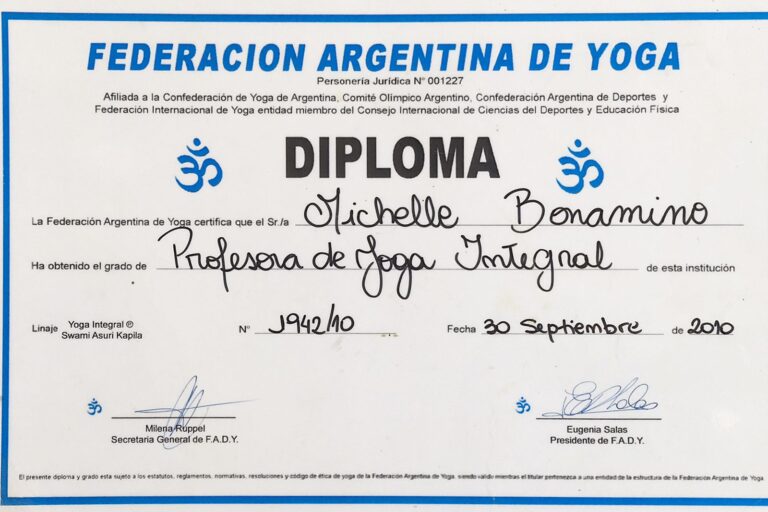 FEDERACION ARGENTINA DE YOGA
Personería Jurídica Nº 001227
Afiliada a la Confederación de Yoga de Argentina, Comité Olímpico Argentino, Confederación Argentina de Deportes y
Federación Internacional de Yoga entidad miembro del Consejo Internacional de Ciencias del Deportes y Educación Física
ॐ DIPLOMA ॐ
La Federación Argentina de Yoga certifica que el Sr./a Michelle Bonamino
Ha obtenido el grado de Profesora de Yoga Integral de esta institución
Linaje Yoga Integral ® Swami Asuri Kapila Nº 1942/10 Fecha 30 Septiembre de 2010
ॐ ॐ
Milena Rüppel Eugenia Salas
Secretaria General de F.A.D.Y. Presidente de F.A.D.Y.
El presente diploma y grado esta sujeto a los estatutos, reglamentos, normativas, resoluciones y código de ética de yoga de la Federación Argentina de Yoga, siendo valido mientras el titular pertenezca a una entidad de la estructura de la Federación Argentina de Yoga.